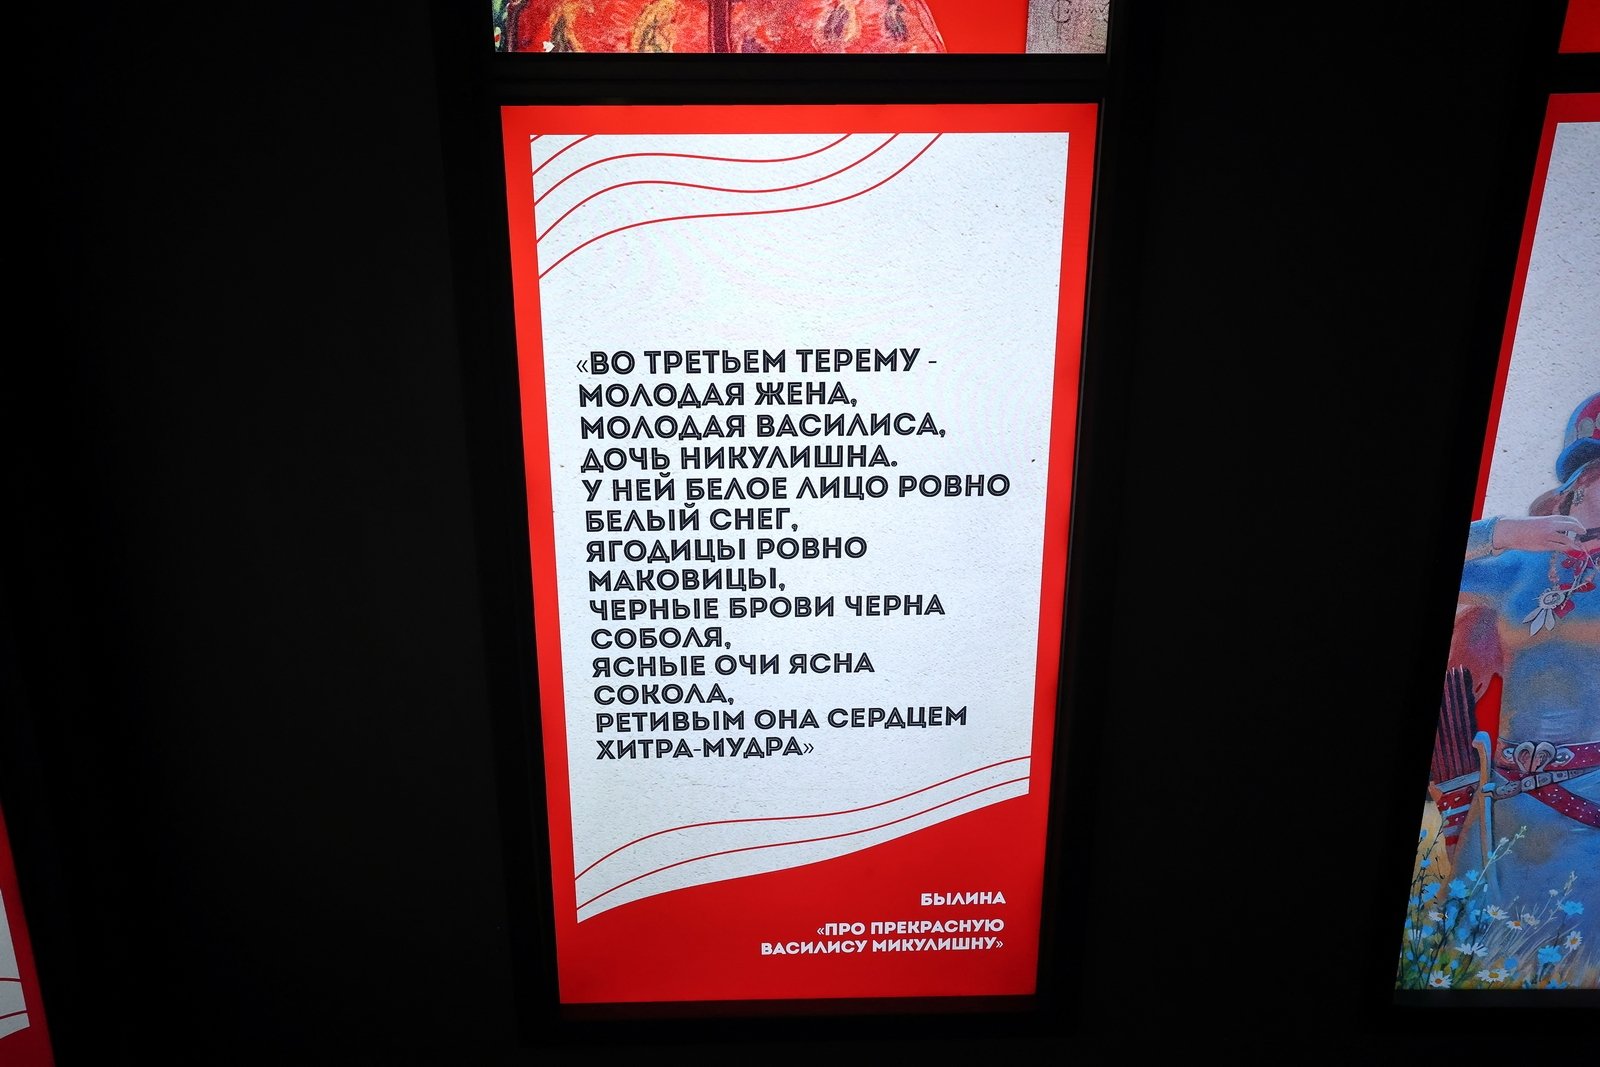 «ВО ТРЕТЬЕМ ТЕРЕМУ -
МОЛОДАЯ ЖЕНА,
МОЛОДАЯ ВАСИЛИСА,
ДОЧЬ НИКУЛИШНА.
У НЕЙ БЕЛОЕ ЛИЦО РОВНО
БЕЛЫЙ СНЕГ,
ЯГОДИЦЫ РОВНО
МАКОВИЦЫ,
ЧЕРНЫЕ БРОВИ ЧЕРНА
СОБОЛЯ,
ЯСНЫЕ ОЧИ ЯСНА
СОКОЛА,
РЕТИВЫМ ОНА СЕРДЦЕМ
ХИТРА-МУДРА»
БЫЛИНА
«ПРО ПРЕКРАСНУЮ
ВАСИЛИСУ МИКУЛИШНУ»